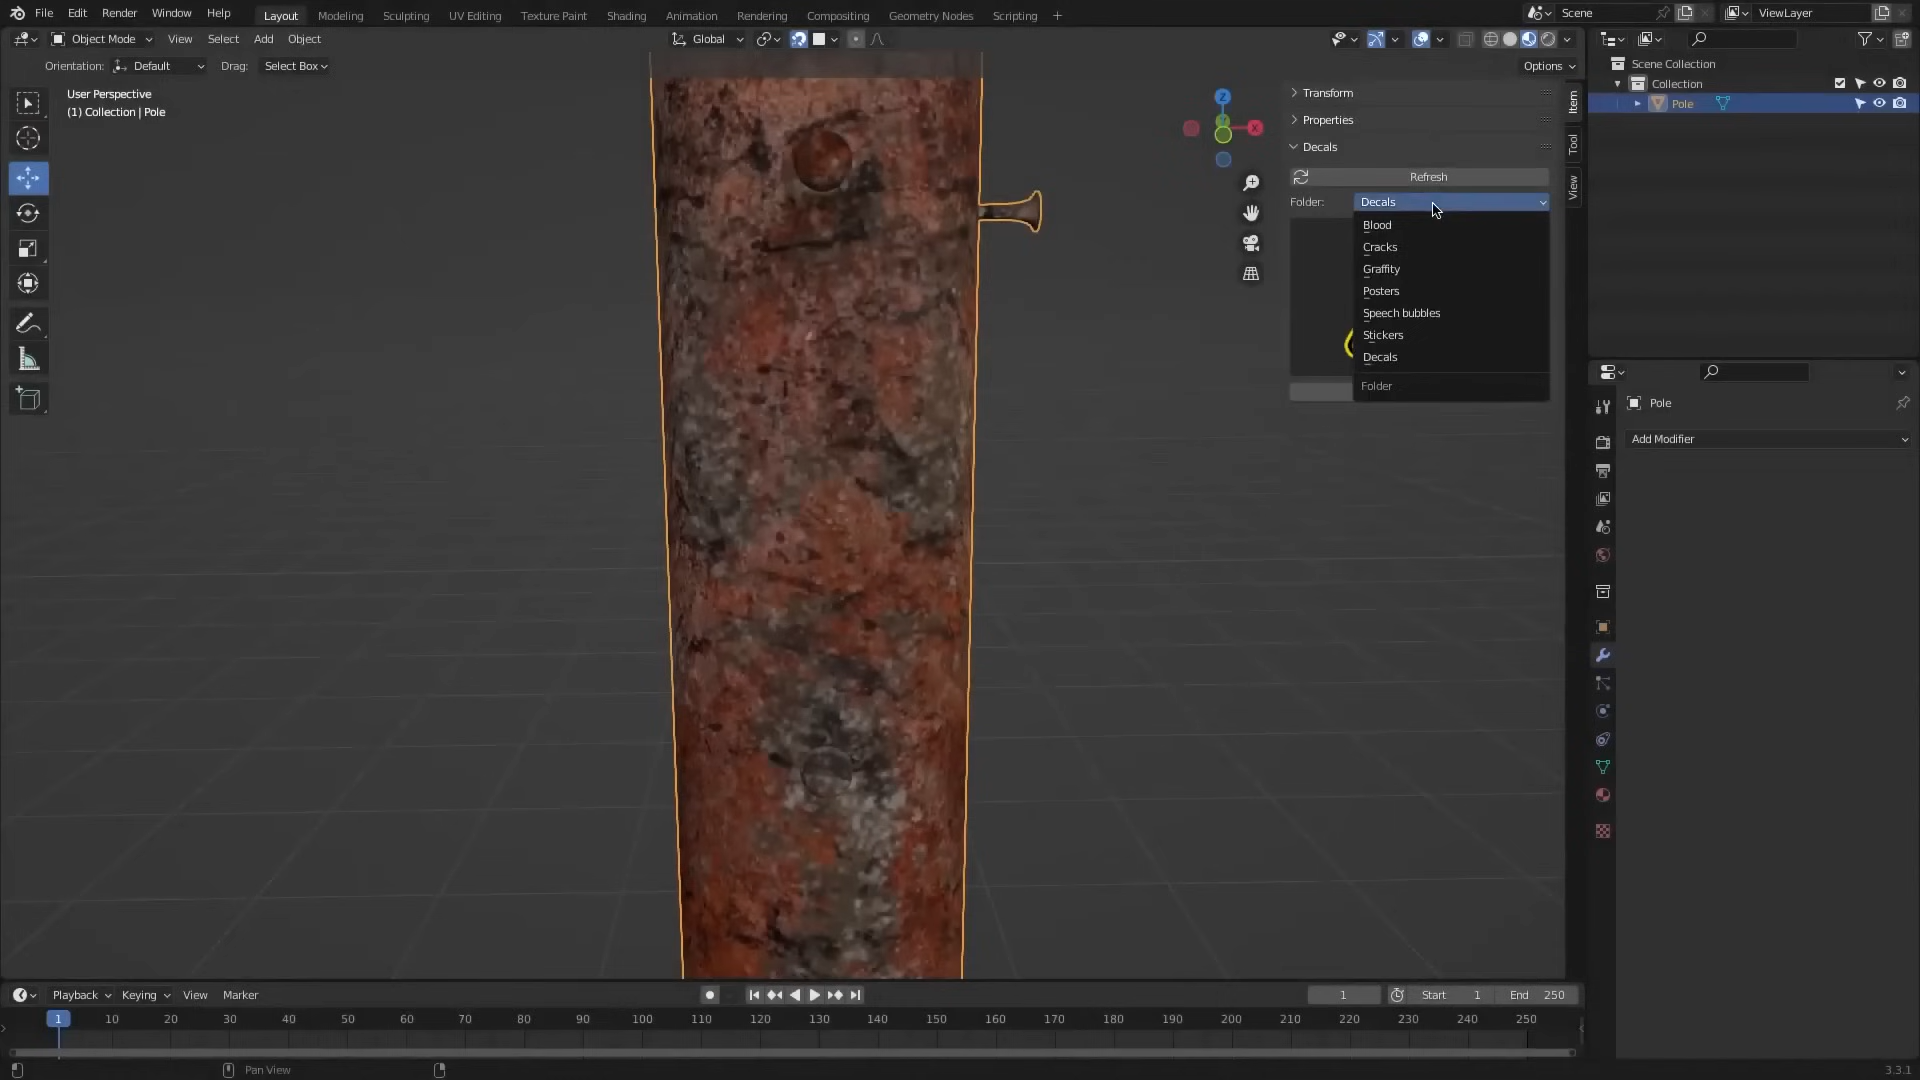 File Edit Render Window Help Layout Modeling Sculpting UV Editing Texture Paint Shading Animation Rendering Compositing Geometry Nodes Scripting + Scene ViewLayer
Object Mode View Select Add Object Global
Orientation: Default Drag: Select Box Options
User Perspective
(1) Collection | Pole
Z
X
Y
Transform
Properties
Decals
Refresh
Folder: Decals
Blood
Cracks
Graffity
Posters
Speech bubbles
Stickers
Decals
Folder
Item
Tool
View
Scene Collection
Collection
Pole
Pole
Add Modifier
Playback Keying View Marker 1 Start 1 End 250
1 10 20 30 40 50 60 70 80 90 100 110 120 130 140 150 160 170 180 190 200 210 220 230 240 250
Pan View 3.3.1